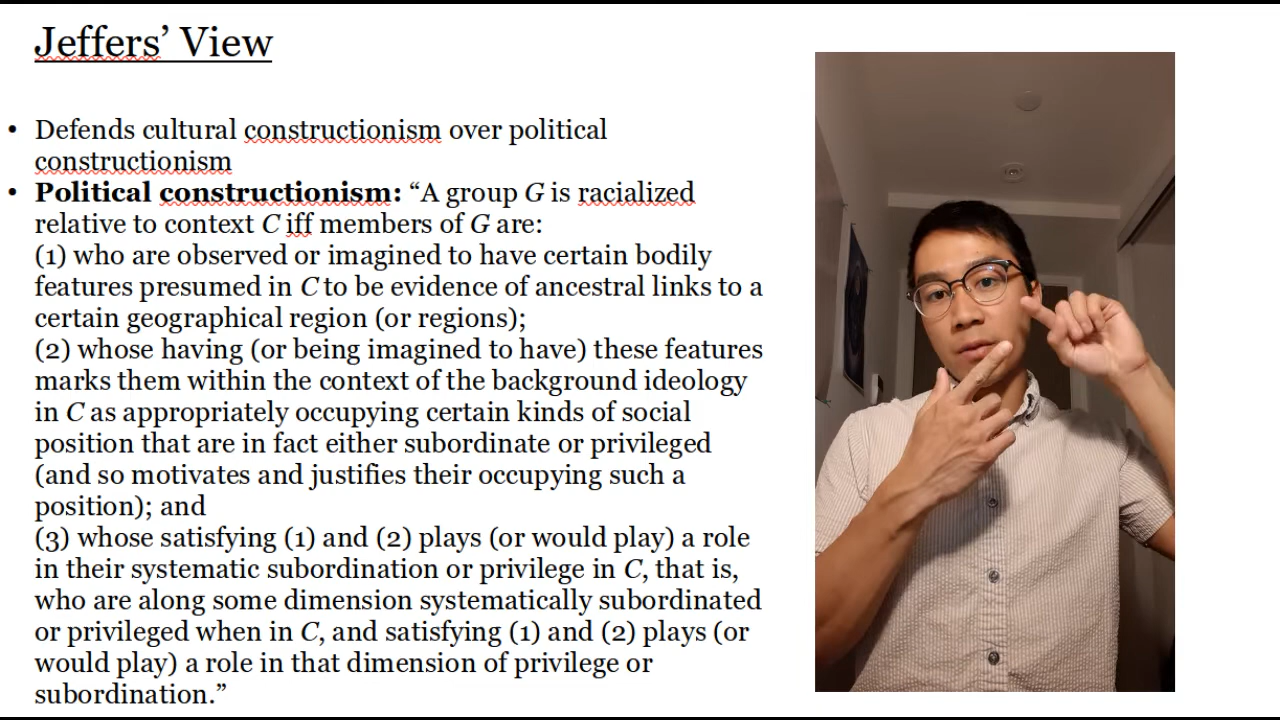 Jeffers’ View
• Defends cultural constructionism over political
constructionism
• Political constructionism: “A group G is racialized
relative to context C iff members of G are:
(1) who are observed or imagined to have certain bodily
features presumed in C to be evidence of ancestral links to a
certain geographical region (or regions);
(2) whose having (or being imagined to have) these features
marks them within the context of the background ideology
in C as appropriately occupying certain kinds of social
position that are in fact either subordinate or privileged
(and so motivates and justifies their occupying such a
position); and
(3) whose satisfying (1) and (2) plays (or would play) a role
in their systematic subordination or privilege in C, that is,
who are along some dimension systematically subordinated
or privileged when in C, and satisfying (1) and (2) plays (or
would play) a role in that dimension of privilege or
subordination.”